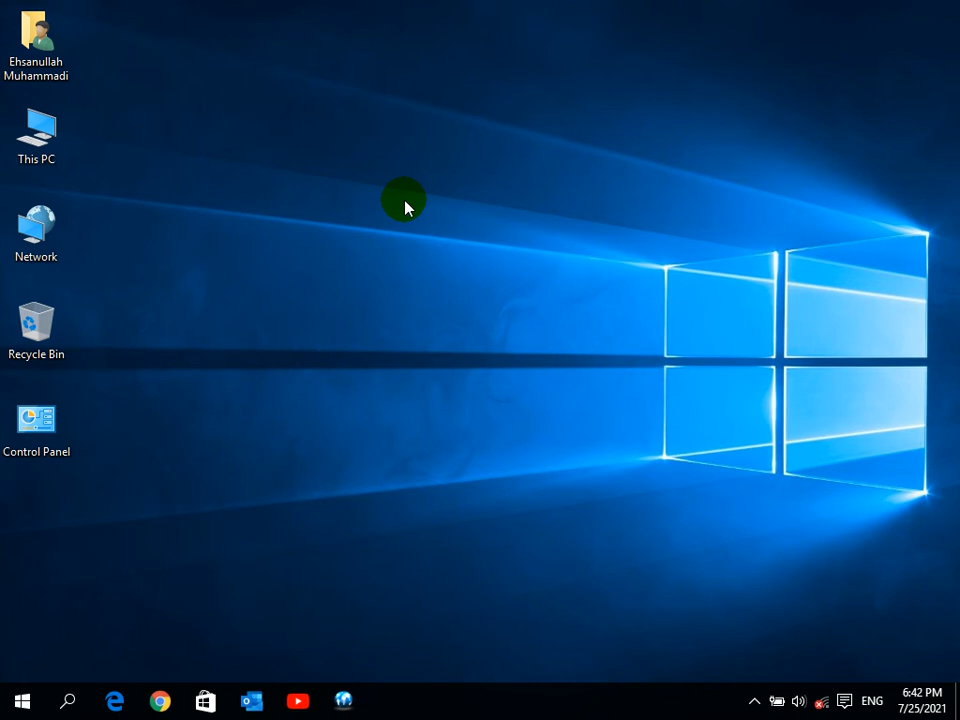 Ehsanullah
Muhammadi
This PC
Network
Recycle Bin
Control Panel
ENG
6:42 PM
7/25/2021